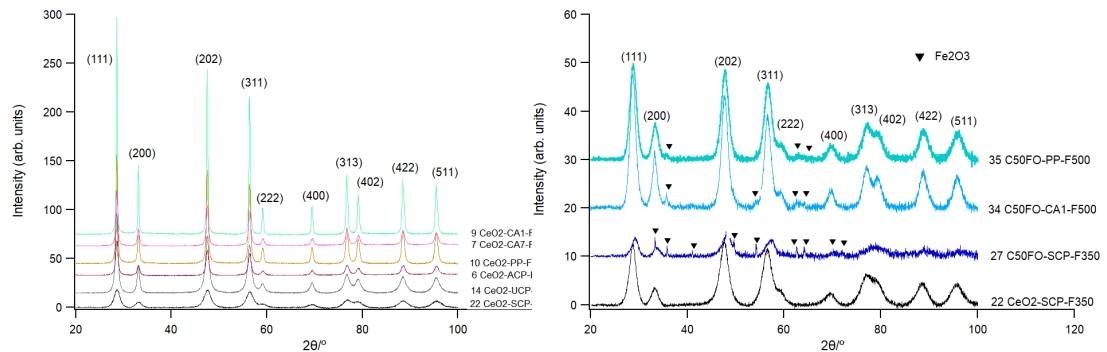 300
250
200
150
100
50
0
Intensity (arb. units)
(111)
(200)
(202)
(311)
(222)
(400)
(313)
(402)
(422)
(511)
9 CeO2-CA1-F
7 CeO2-CA7-F
10 CeO2-PP-F
6 CeO2-ACP-
14 CeO2-UCP-
22 CeO2-SCP-
20 40 60 80 100
2θ/°
60
50
40
30
20
10
0
Intensity (arb. units)
▼ Fe2O3
(111)
(200)
(202)
(311)
(222)
(400)
(313)
(402)
(422)
(511)
35 C50FO-PP-F500
34 C50FO-CA1-F500
27 C50FO-SCP-F350
22 CeO2-SCP-F350
20 40 60 80 100 120
2θ/°